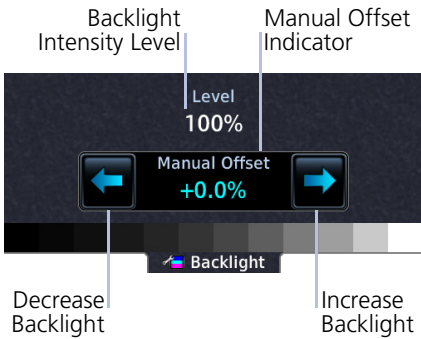 Backlight
Intensity Level
Manual Offset
Indicator
Level
100%
Manual Offset
+0.0%
Backlight
Decrease
Backlight
Increase
Backlight